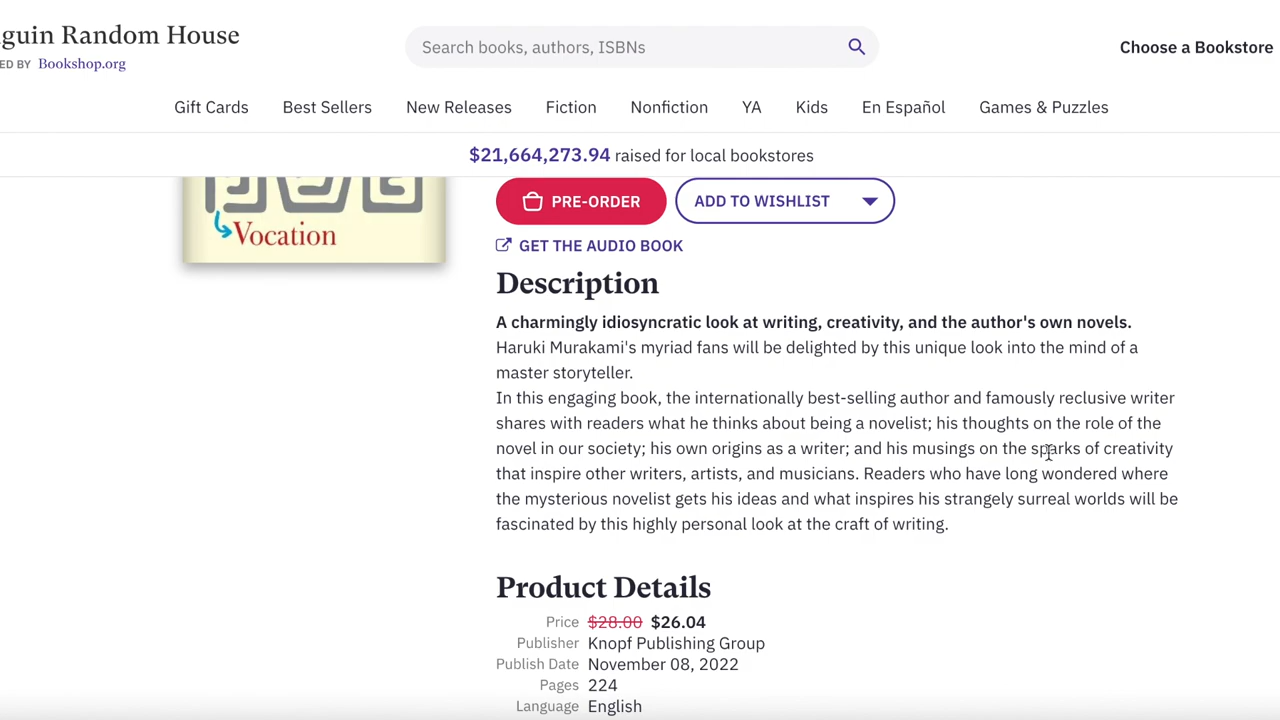 guin Random House
Choose a Bookstore
Search books, authors, ISBNs
ED BY Bookshop.org
Gift Cards Best Sellers New Releases Fiction Nonfiction YA Kids En Español Games & Puzzles
$21,664,273.94 raised for local bookstores
PRE-ORDER ADD TO WISHLIST
Vocation
GET THE AUDIO BOOK
Description
A charmingly idiosyncratic look at writing, creativity, and the author's own novels.
Haruki Murakami's myriad fans will be delighted by this unique look into the mind of a
master storyteller.
In this engaging book, the internationally best-selling author and famously reclusive writer
shares with readers what he thinks about being a novelist; his thoughts on the role of the
novel in our society; his own origins as a writer; and his musings on the sparks of creativity
that inspire other writers, artists, and musicians. Readers who have long wondered where
the mysterious novelist gets his ideas and what inspires his strangely surreal worlds will be
fascinated by this highly personal look at the craft of writing.
Product Details
Price $28.00 $26.04
Publisher Knopf Publishing Group
Publish Date November 08, 2022
Pages 224
Language English